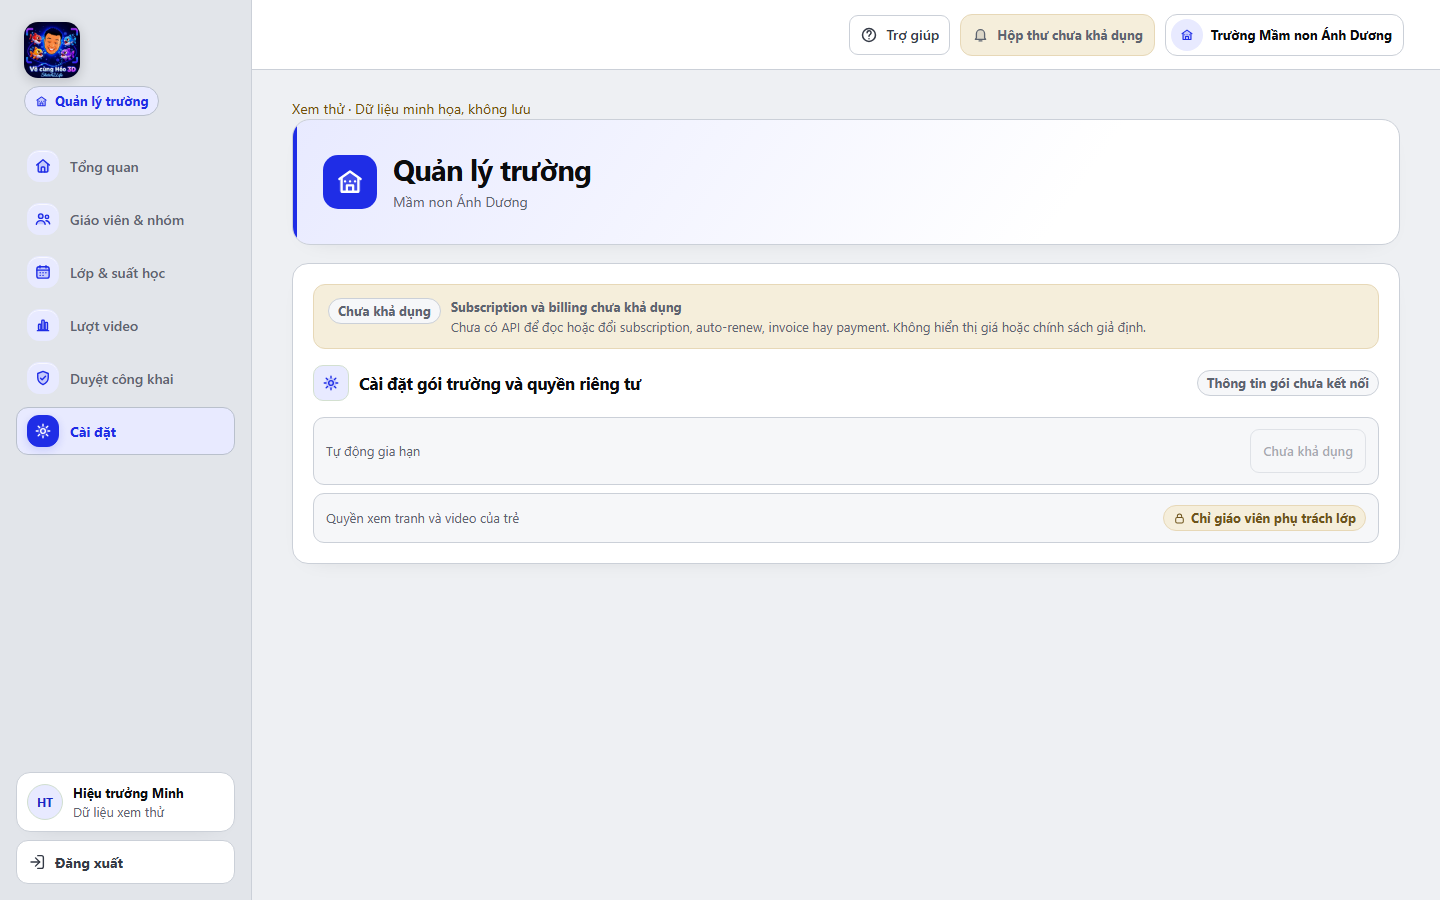 Vẽ cùng Hảo 3D
Quản lý trường
Tổng quan
Giáo viên & nhóm
Lớp & suất học
Lượt video
Duyệt công khai
Cài đặt
Hiệu trưởng Minh
HT
Dữ liệu xem thử
Đăng xuất
Trợ giúp
Hộp thư chưa khả dụng
Trường Mầm non Ánh Dương
Xem thử · Dữ liệu minh họa, không lưu
Quản lý trường
Mầm non Ánh Dương
Chưa khả dụng
Subscription và billing chưa khả dụng
Chưa có API để đọc hoặc đổi subscription, auto-renew, invoice hay payment. Không hiển thị giá hoặc chính sách giả định.
Cài đặt gói trường và quyền riêng tư
Thông tin gói chưa kết nối
Tự động gia hạn
Chưa khả dụng
Quyền xem tranh và video của trẻ
Chỉ giáo viên phụ trách lớp